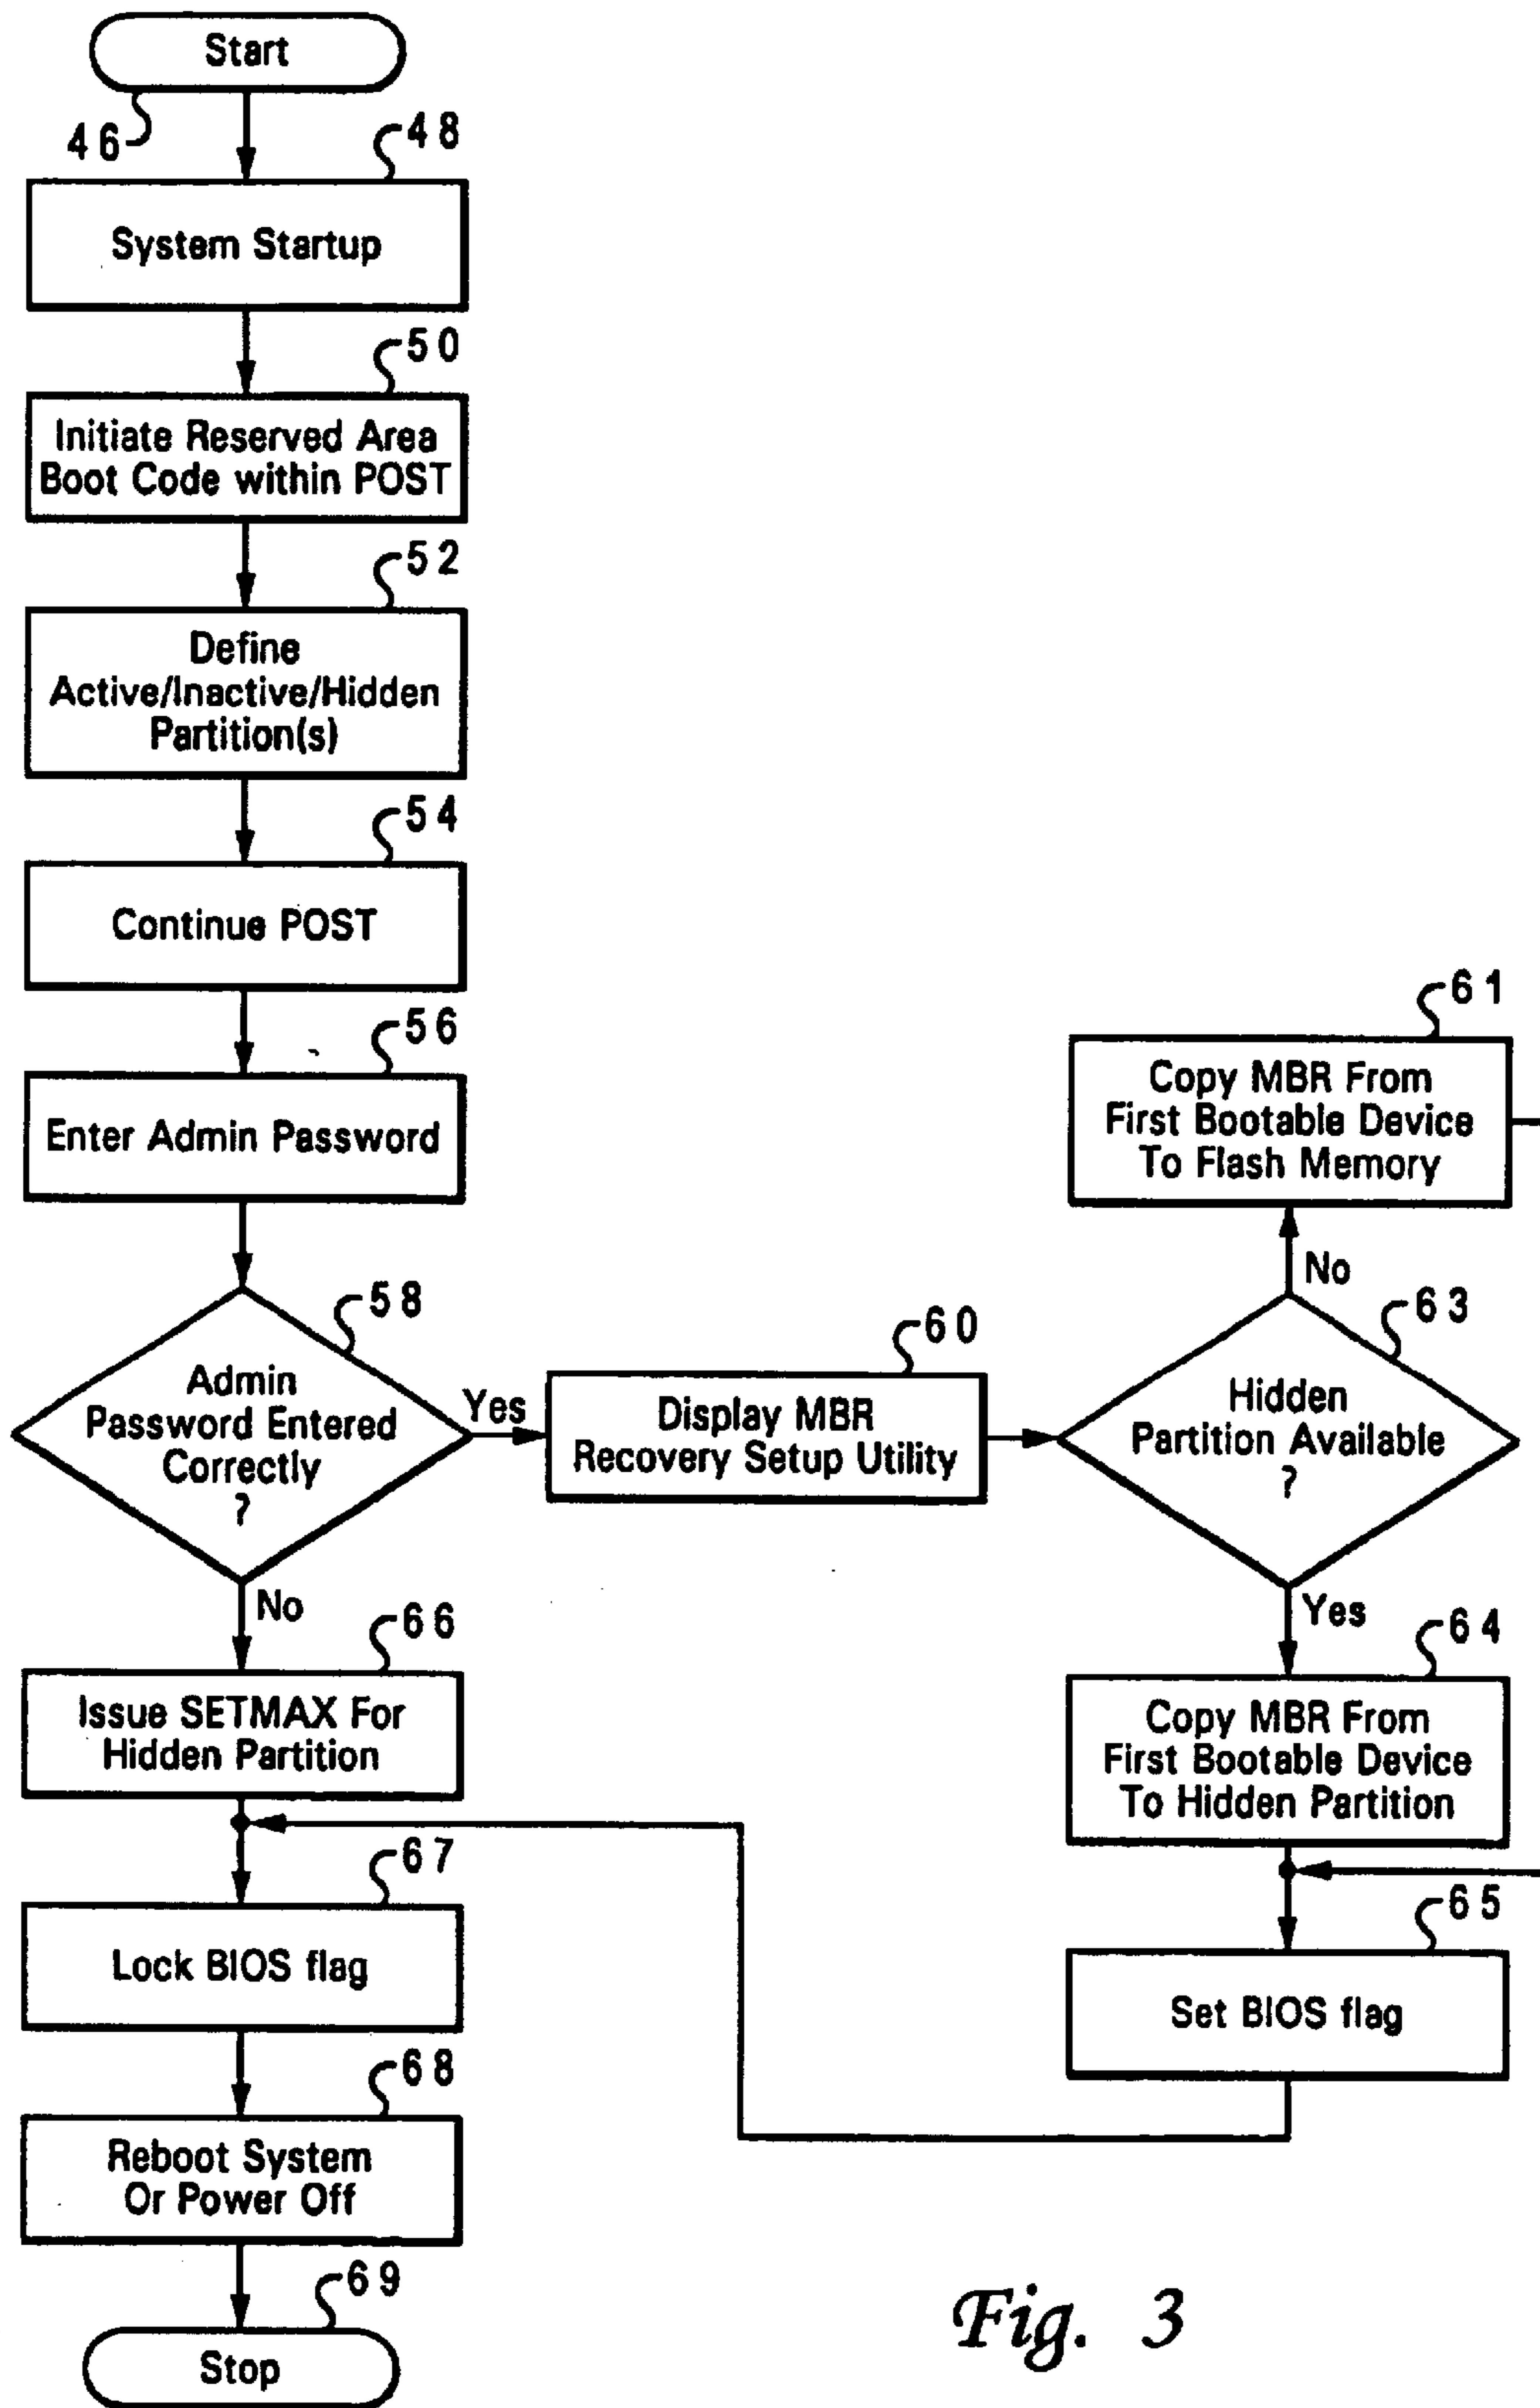 Start
46
48
System Startup
50
Initiate Reserved Area
Boot Code within POST
52
Define
Active/Inactive/Hidden
Partition(s)
54
Continue POST
56
Enter Admin Password
58
Admin
Password Entered
Correctly
?
Yes
60
Display MBR
Recovery Setup Utility
61
Copy MBR From
First Bootable Device
To Flash Memory
No
63
Hidden
Partition Available
?
Yes
64
Copy MBR From
First Bootable Device
To Hidden Partition
65
Set BIOS flag
No
66
Issue SETMAX For
Hidden Partition
67
Lock BIOS flag
68
Reboot System
Or Power Off
69
Stop
Fig. 3